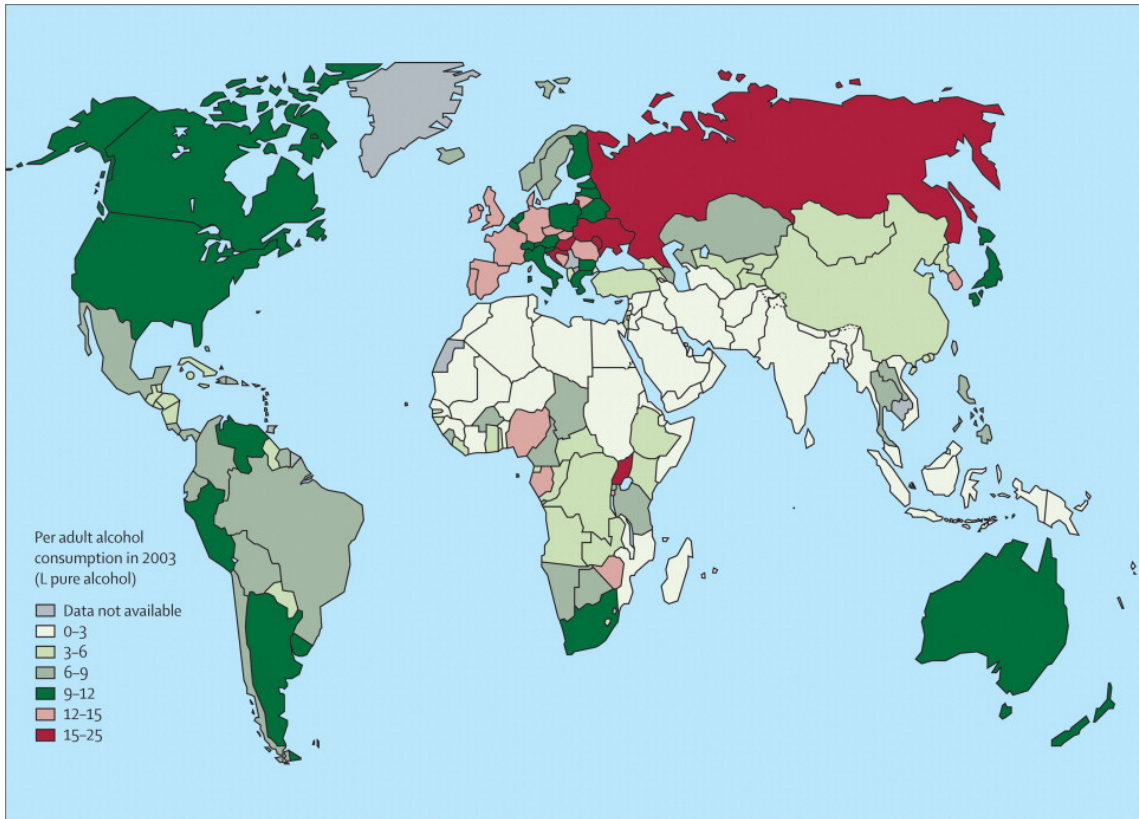 Per adult alcohol
consumption in 2003
(L pure alcohol)
Data not available
0–3
3–6
6–9
9–12
12–15
15–25